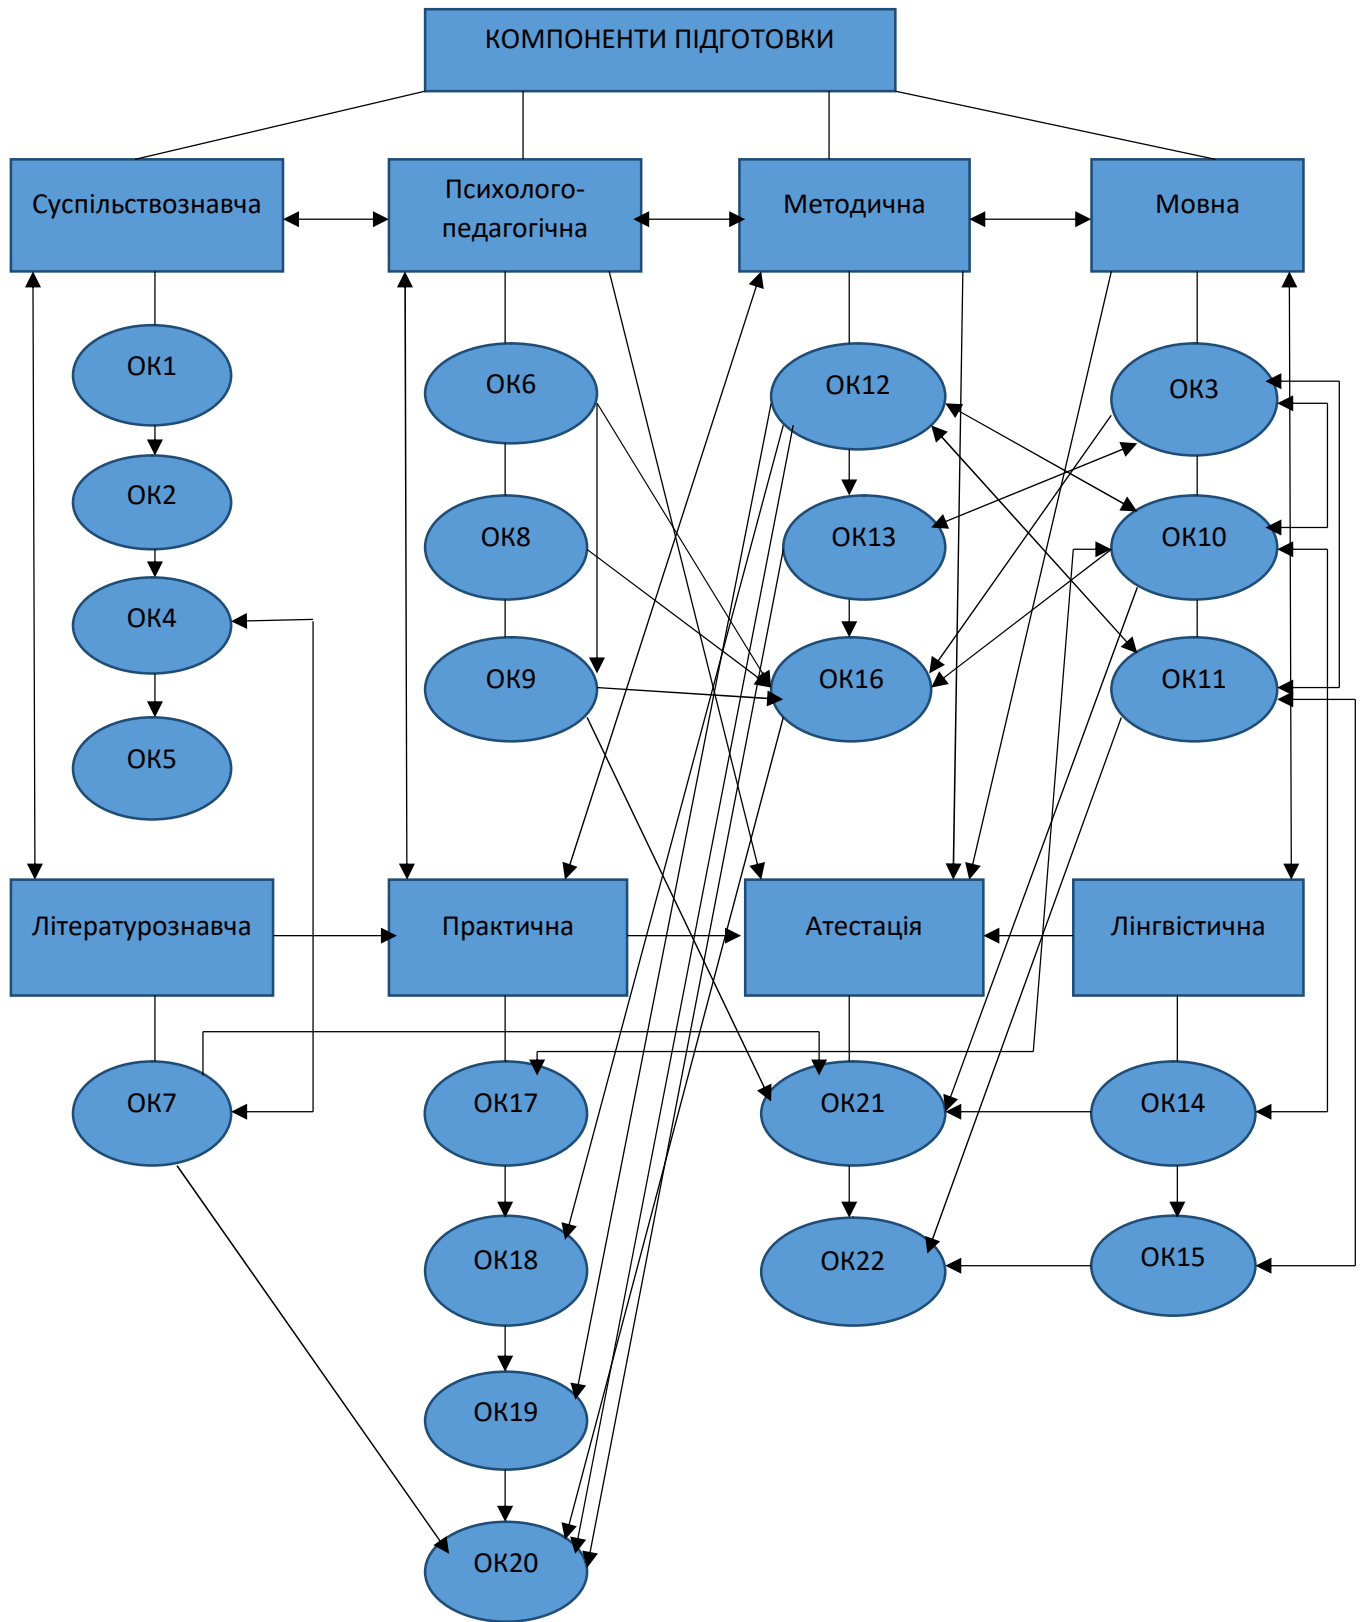 КОМПОНЕНТИ ПІДГОТОВКИ
Суспільствознавча
Психолого-
педагогічна
Методична
Мовна
ОК1
ОК6
ОК12
ОК3
ОК2
ОК8
ОК13
ОК10
ОК4
ОК9
ОК16
ОК11
ОК5
Літературознавча
Практична
Атестація
Лінгвістична
ОК7
ОК17
ОК21
ОК14
ОК18
ОК22
ОК15
ОК19
ОК20